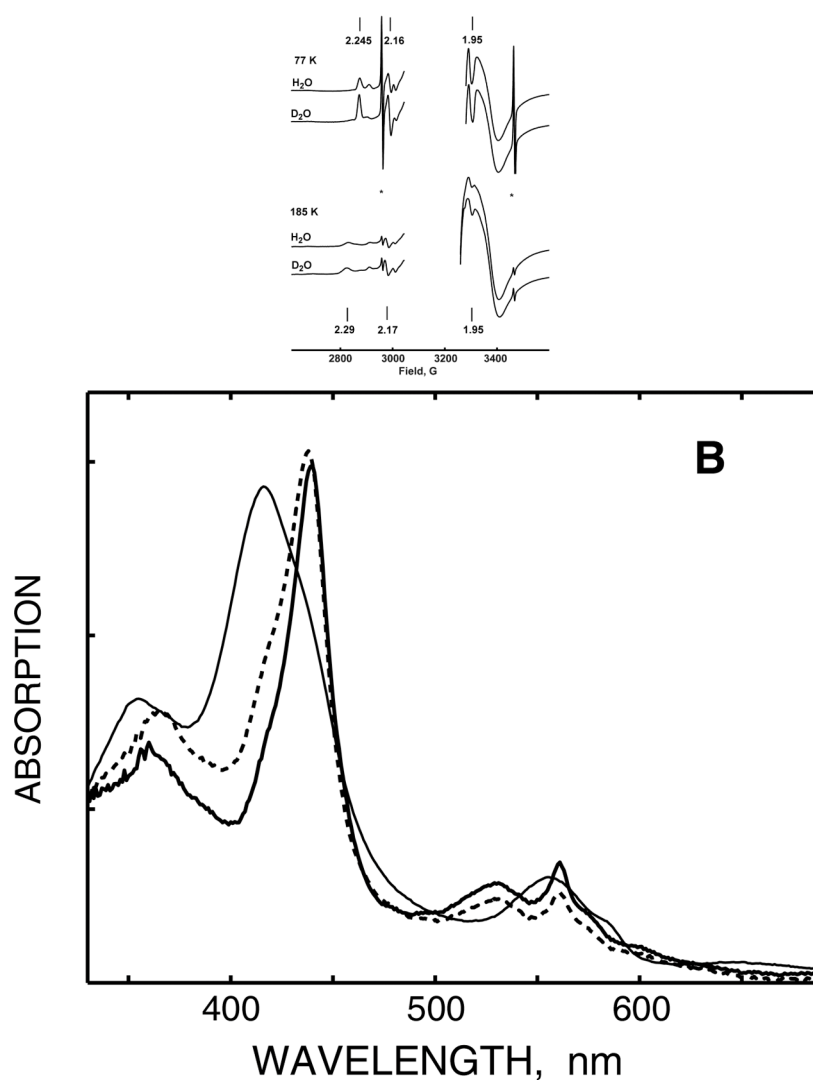 2.245 2.16 1.95
77 K
H₂O
D₂O
* *
185 K
H₂O
D₂O
2.29 2.17 1.95
2800 3000 3200 3400
Field, G
B
ABSORPTION
400 500 600
WAVELENGTH, nm